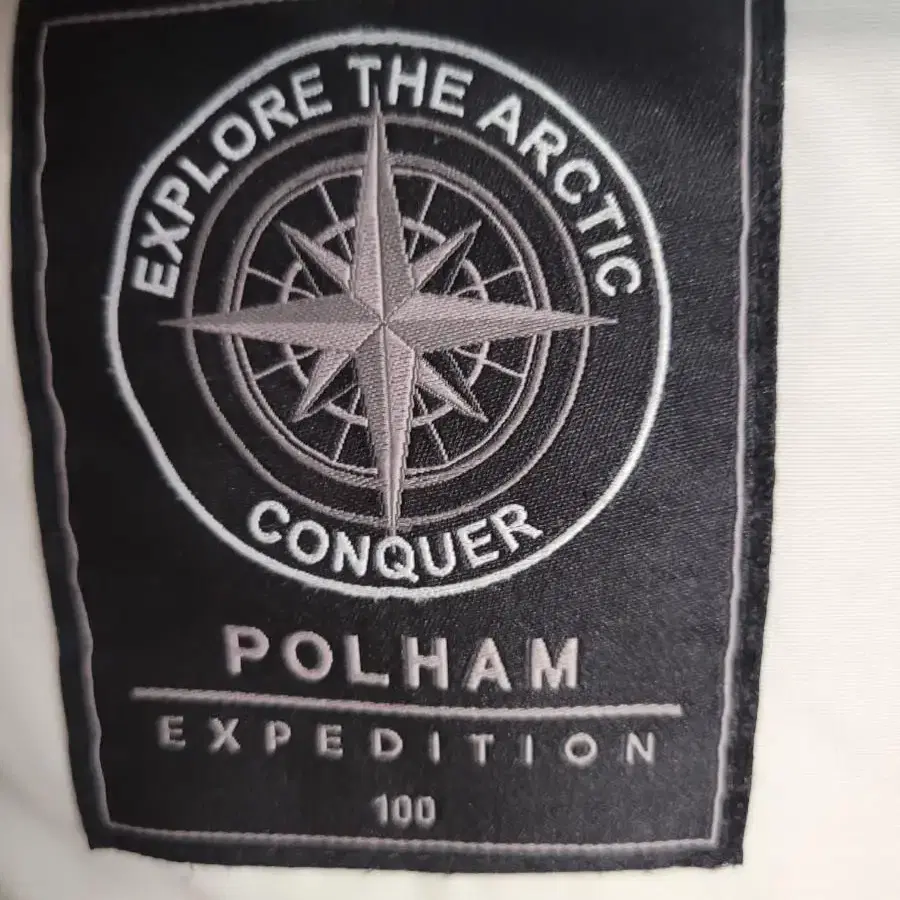 EXPLORE THE ARCTIC
CONQUER
POLHAM
EXPEDITION
100